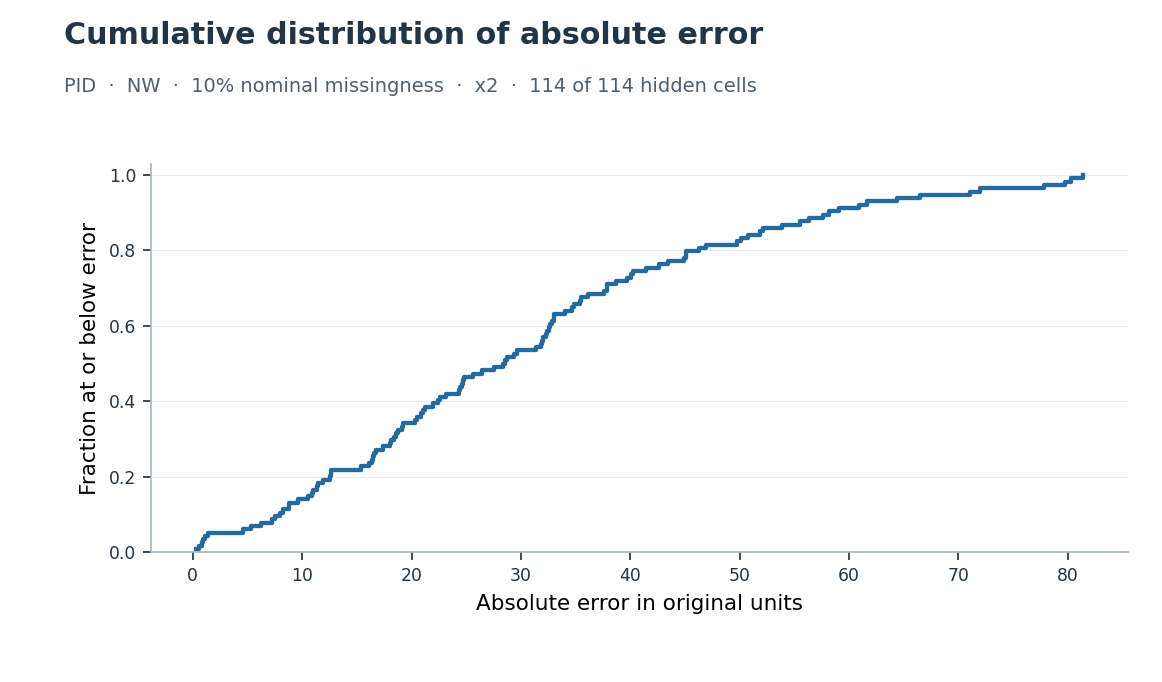 Cumulative distribution of absolute error
PID · NW · 10% nominal missingness · x2 · 114 of 114 hidden cells
1.0
0.8
0.6
0.4
0.2
0.0
Fraction at or below error
0 10 20 30 40 50 60 70 80
Absolute error in original units